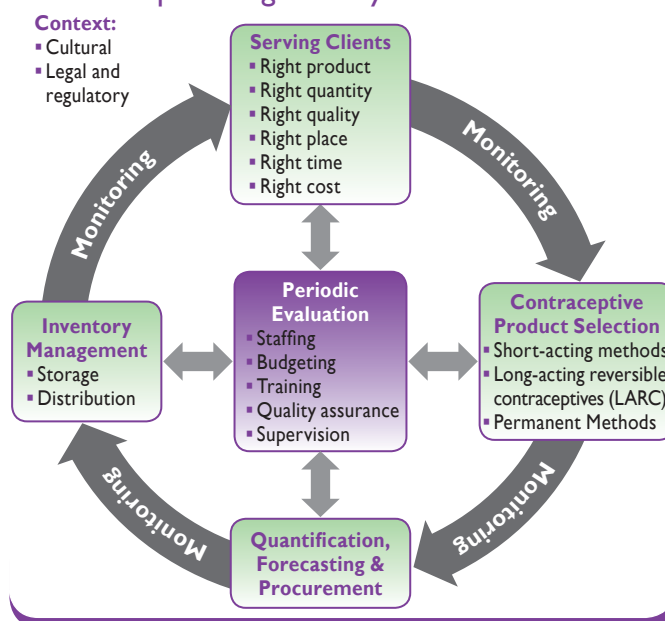 Context:
▪ Cultural
▪ Legal and
regulatory
Serving Clients
▪ Right product
▪ Right quantity
▪ Right quality
▪ Right place
▪ Right time
▪ Right cost
Monitoring
Monitoring
Periodic
Evaluation
▪ Staffing
▪ Budgeting
▪ Training
▪ Quality assurance
▪ Supervision
Inventory
Management
▪ Storage
▪ Distribution
Contraceptive
Product Selection
▪ Short-acting methods
▪ Long-acting reversible
contraceptives (LARC)
▪ Permanent Methods
Monitoring
Monitoring
Quantification,
Forecasting &
Procurement